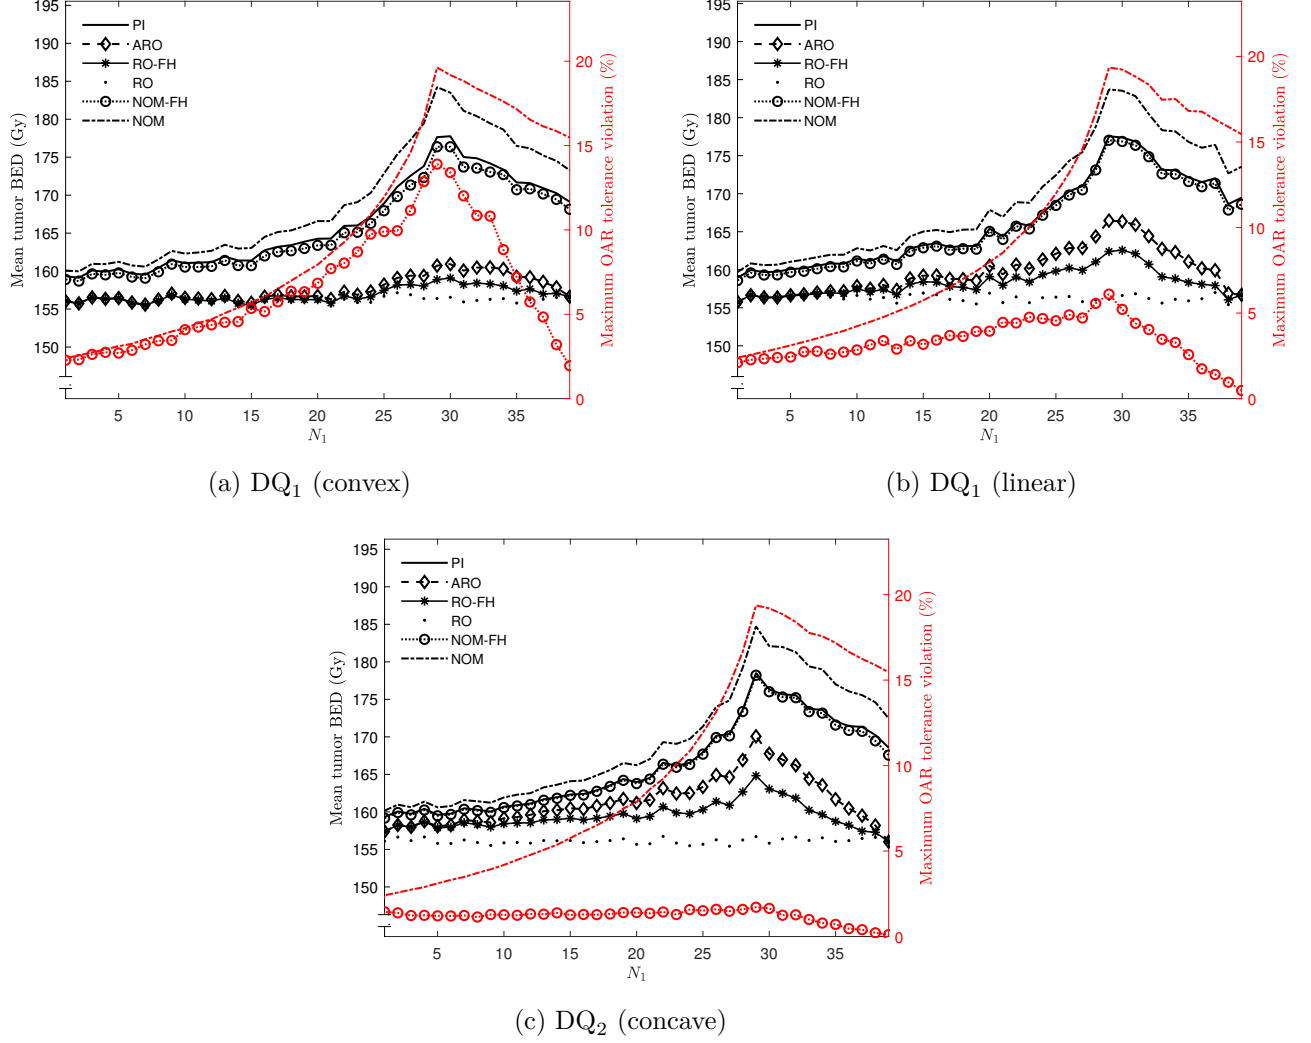 195
190
185
180
175
170
165
160
155
150
Mean tumor BED (Gy)
PI
ARO
RO-FH
RO
NOM-FH
NOM
20
15
10
5
0
Maximum OAR tolerance violation (%)
5 10 15 20 25 30 35
N₁
(a) DQ₁ (convex)
195
190
185
180
175
170
165
160
155
150
Mean tumor BED (Gy)
PI
ARO
RO-FH
RO
NOM-FH
NOM
20
15
10
5
0
Maximum OAR tolerance violation (%)
5 10 15 20 25 30 35
N₁
(b) DQ₁ (linear)
195
190
185
180
175
170
165
160
155
150
Mean tumor BED (Gy)
PI
ARO
RO-FH
RO
NOM-FH
NOM
20
15
10
5
0
Maximum OAR tolerance violation (%)
5 10 15 20 25 30 35
N₁
(c) DQ₂ (concave)